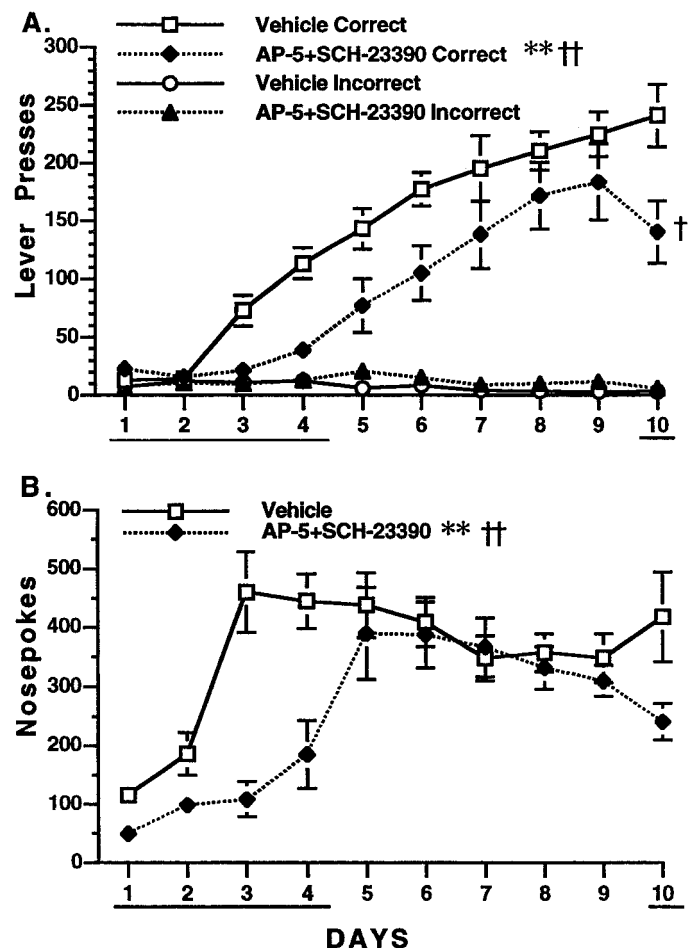 A.
Vehicle Correct
AP-5+SCH-23390 Correct ** ††
Vehicle Incorrect
AP-5+SCH-23390 Incorrect
Lever Presses
300
250
200
150
100
50
0
†
1 2 3 4 5 6 7 8 9 10
B.
Vehicle
AP-5+SCH-23390 ** ††
Nosepokes
600
500
400
300
200
100
0
1 2 3 4 5 6 7 8 9 10
DAYS